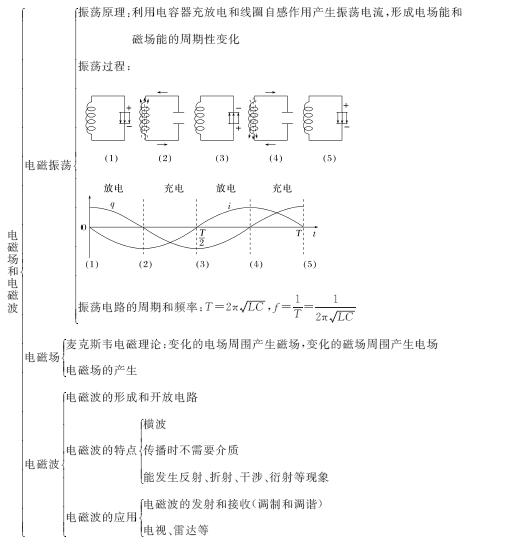 振荡原理:利用电容器充放电和线圈自感作用产生振荡电流,形成电场能和
磁场能的周期性变化
振荡过程:
+ − − + + −
(1) (2) (3) (4) (5)
电磁振荡
放电 充电 放电 充电
q i
0 T/2 T t
(1) (2) (3) (4) (5)
振荡电路的周期和频率:T=2π√LC,f=1/T=1/2π√LC
电磁场和电磁波
电磁场
麦克斯韦电磁理论:变化的电场周围产生磁场,变化的磁场周围产生电场
电磁场的产生
电磁波
电磁波的形成和开放电路
电磁波的特点
横波
传播时不需要介质
能发生反射、折射、干涉、衍射等现象
电磁波的应用
电磁波的发射和接收(调制和调谐)
电视、雷达等